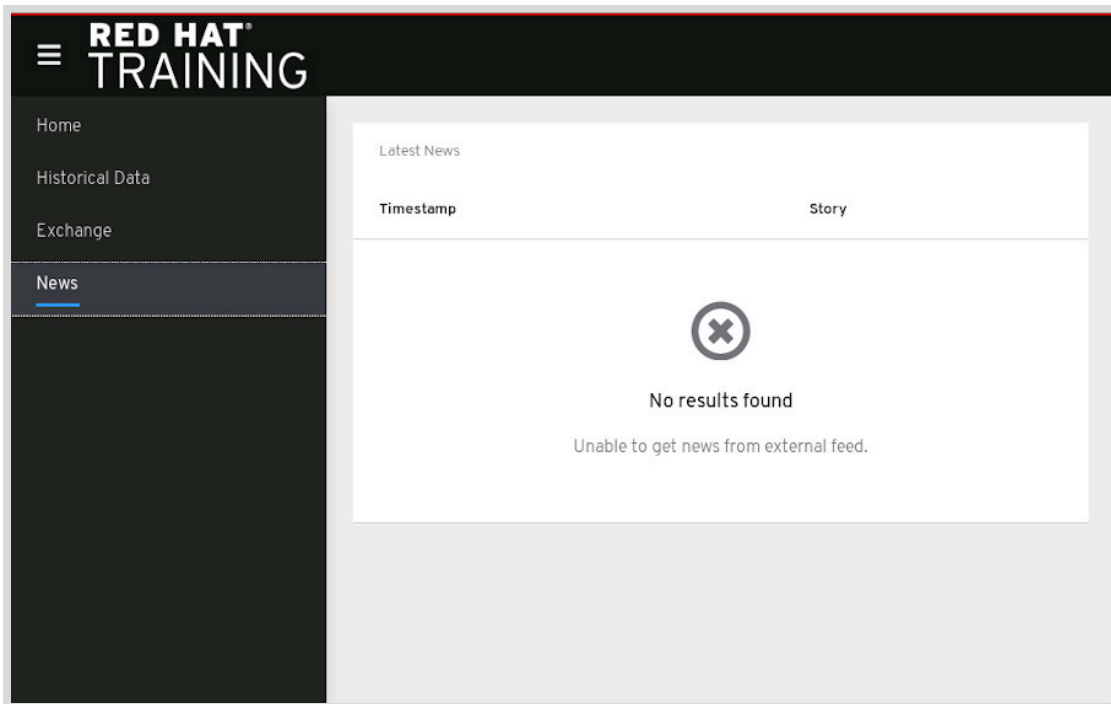 RED HAT®
TRAINING
Home
Historical Data
Exchange
News
Latest News
Timestamp Story
No results found
Unable to get news from external feed.